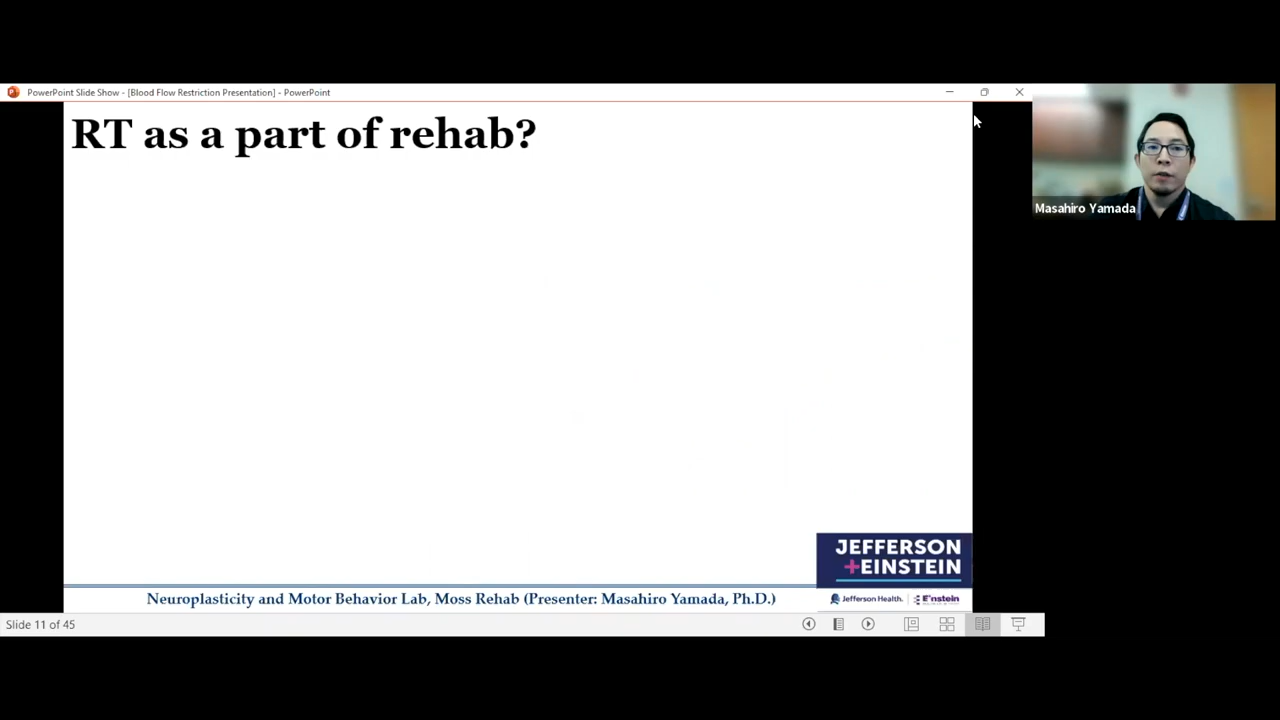 PowerPoint Slide Show - [Blood Flow Restriction Presentation] - PowerPoint
RT as a part of rehab?
Masahiro Yamada
JEFFERSON
+EINSTEIN
Neuroplasticity and Motor Behavior Lab, Moss Rehab (Presenter: Masahiro Yamada, Ph.D.)
Jefferson Health. | Einstein
Slide 11 of 45